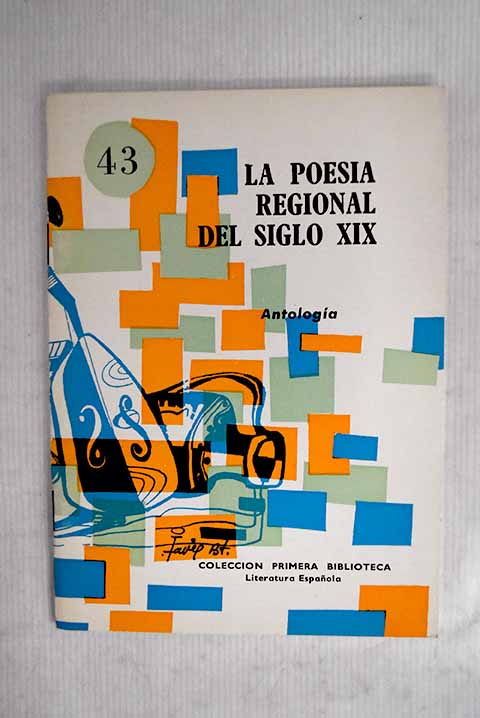 43
LA POESIA
REGIONAL
DEL SIGLO XIX
Antología
COLECCION PRIMERA BIBLIOTECA
Literatura Española